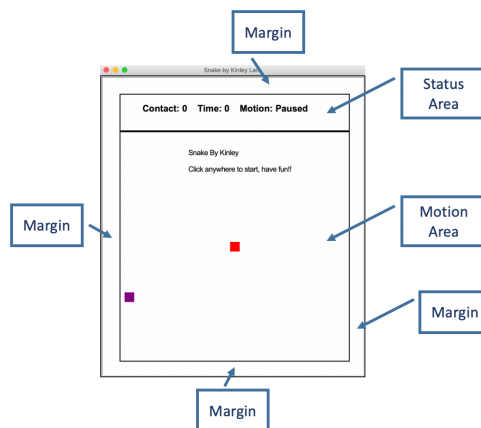 Margin
Snake by Kinley Lam
Status
Area
Contact: 0 Time: 0 Motion: Paused
Snake By Kinley
Click anywhere to start, have fun!!
Margin
Motion
Area
Margin
Margin